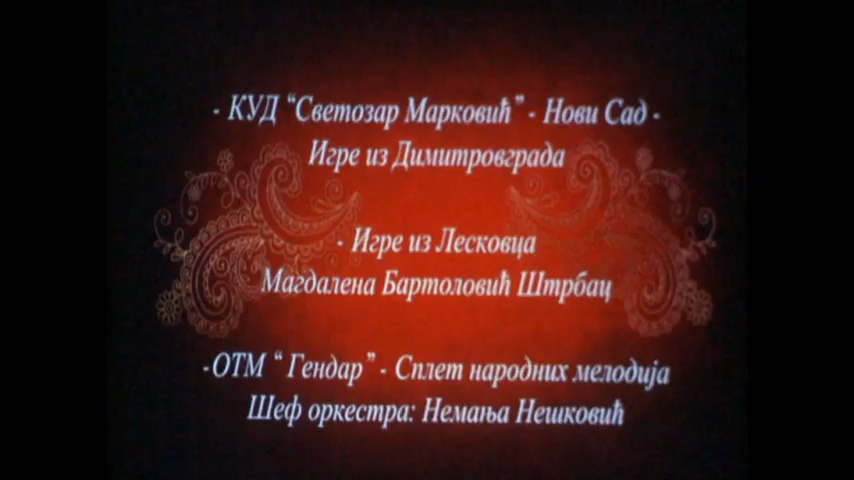 - КУД “Светозар Марковић” - Нови Сад -
Игре из Димитровграда
- Игре из Лесковца
Магдалена Бартоловић Штрбац
-ОТМ “ Гендар” - Сплет народних мелодија
Шеф оркестра: Немања Нешковић